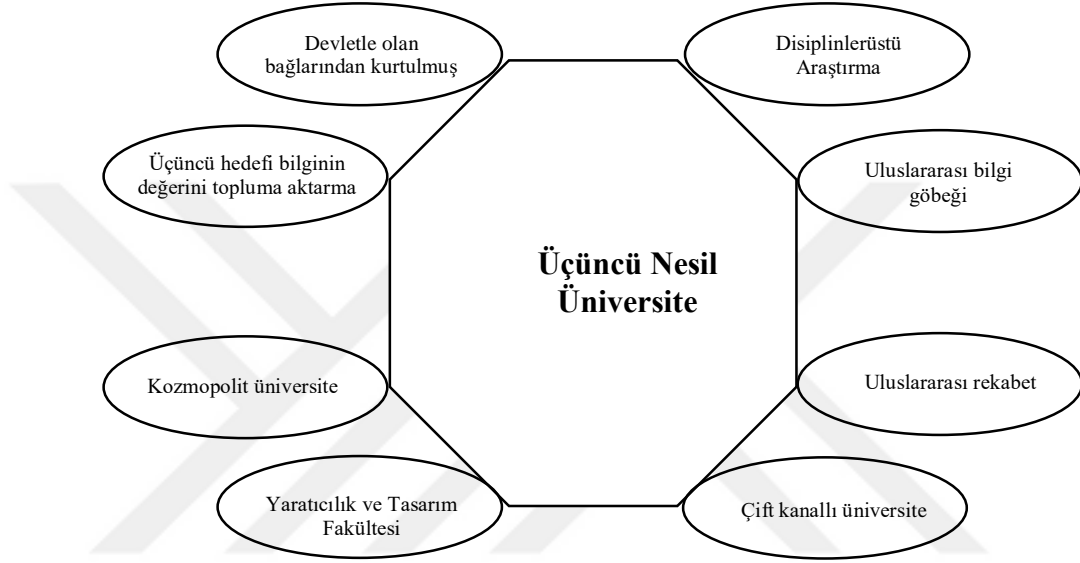 Devletle olan
bağlarından kurtulmuş
Disiplinlerüstü
Araştırma
Üçüncü hedefi bilginin
değerini topluma aktarma
Uluslararası bilgi
göbeği
Üçüncü Nesil
Üniversite
Kozmopolit üniversite
Uluslararası rekabet
Yaratıcılık ve Tasarım
Fakültesi
Çift kanallı üniversite